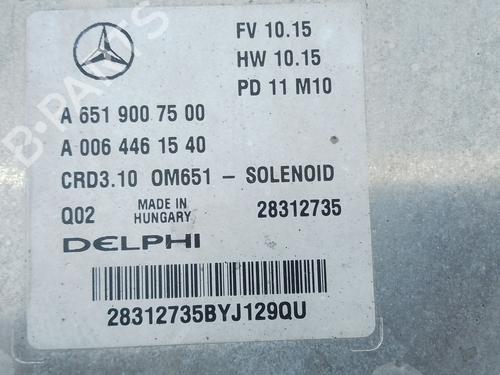 FV 10.15
HW 10.15
PD 11 M10
A 651 900 75 00
A 006 446 15 40
CRD3.10 OM651 - SOLENOID
Q02 MADE IN HUNGARY 28312735
DELPHI
28312735BYJ129QU
B-PARTS